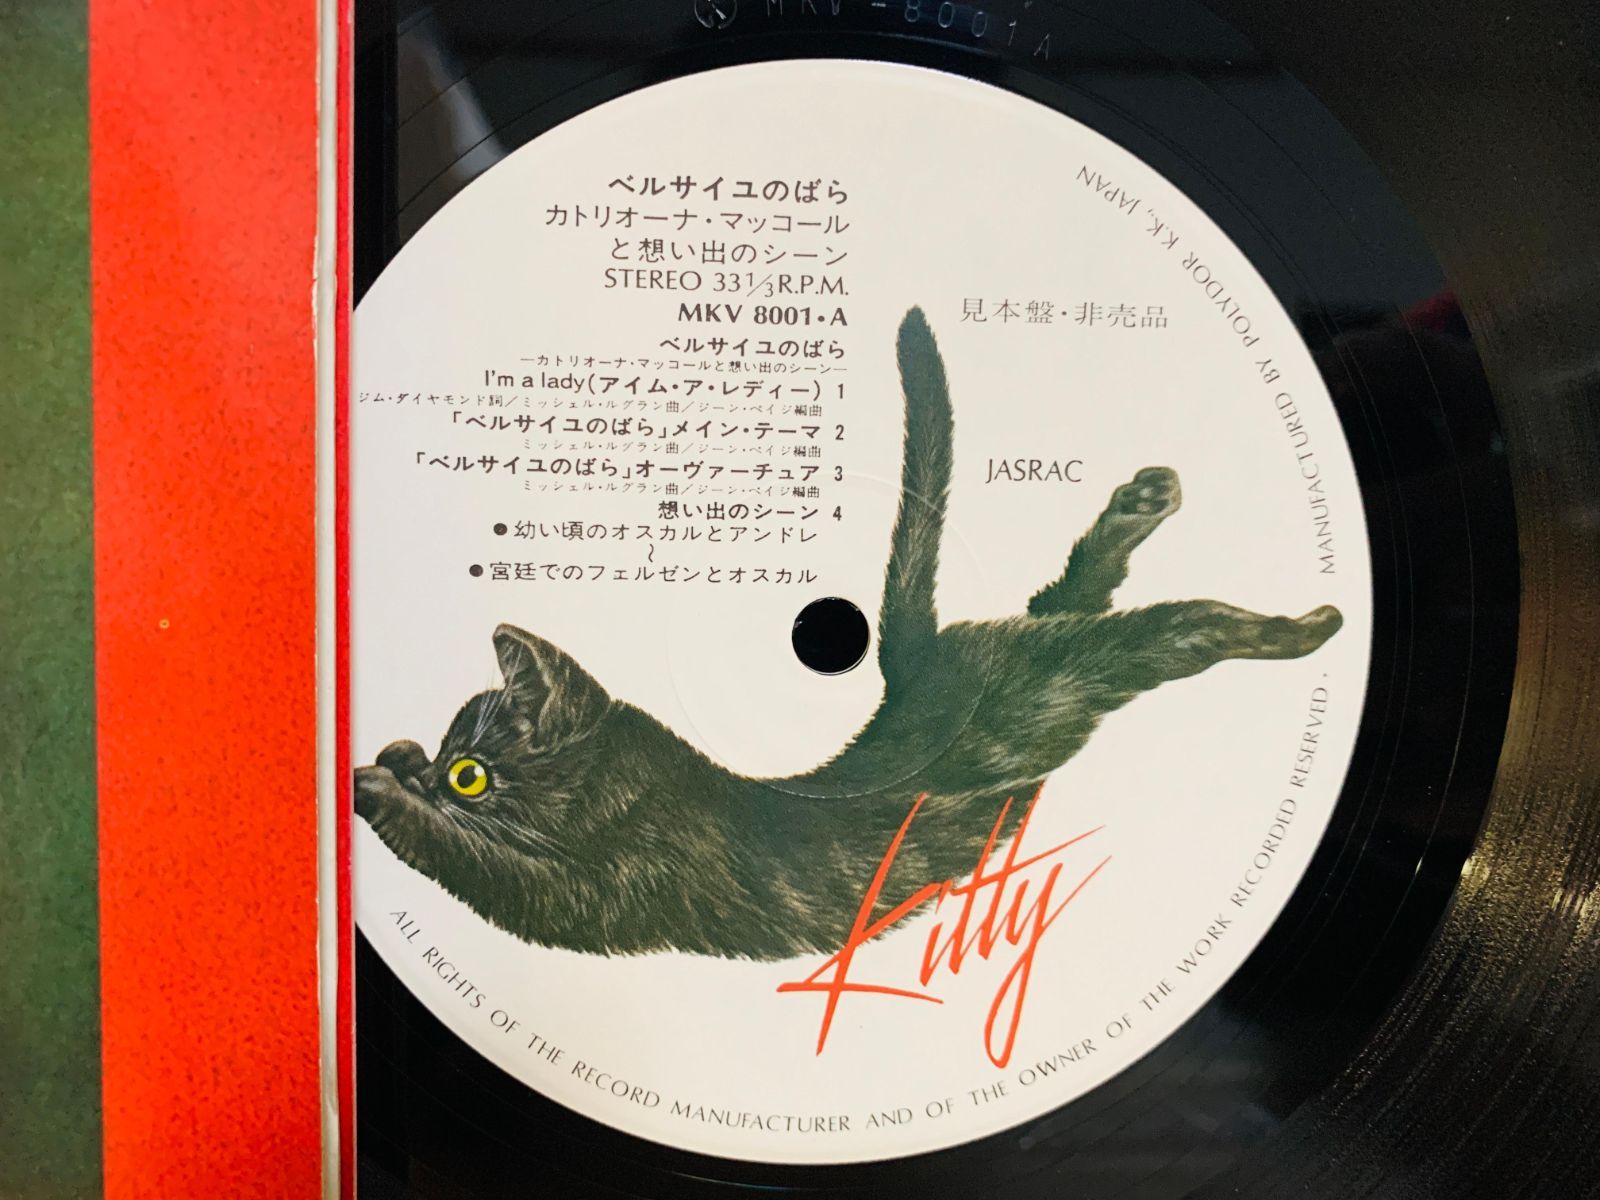 MKV-8001A
ベルサイユのばら
カトリオーナ・マッコール
と想い出のシーン
STEREO 33⅓R.P.M.
MKV 8001・A
見本盤・非売品
ベルサイユのばら
—カトリオーナ・マッコールと想い出のシーン—
I'm a lady(アイム・ア・レディー) 1
ジム・ダイヤモンド詞/ミッシェル・ルグラン曲/ジーン・ペイジ編曲
「ベルサイユのばら」メイン・テーマ 2
ミッシェル・ルグラン曲/ジーン・ペイジ編曲
「ベルサイユのばら」オーヴァーチュア 3
ミッシェル・ルグラン曲/ジーン・ペイジ編曲
想い出のシーン 4
●幼い頃のオスカルとアンドレ
〜
●宮廷でのフェルゼンとオスカル
JASRAC
Kitty
ALL RIGHTS OF THE RECORD MANUFACTURER AND OF THE OWNER OF THE WORK RECORDED RESERVED.
MANUFACTURED BY POLYDOR K.K., JAPAN